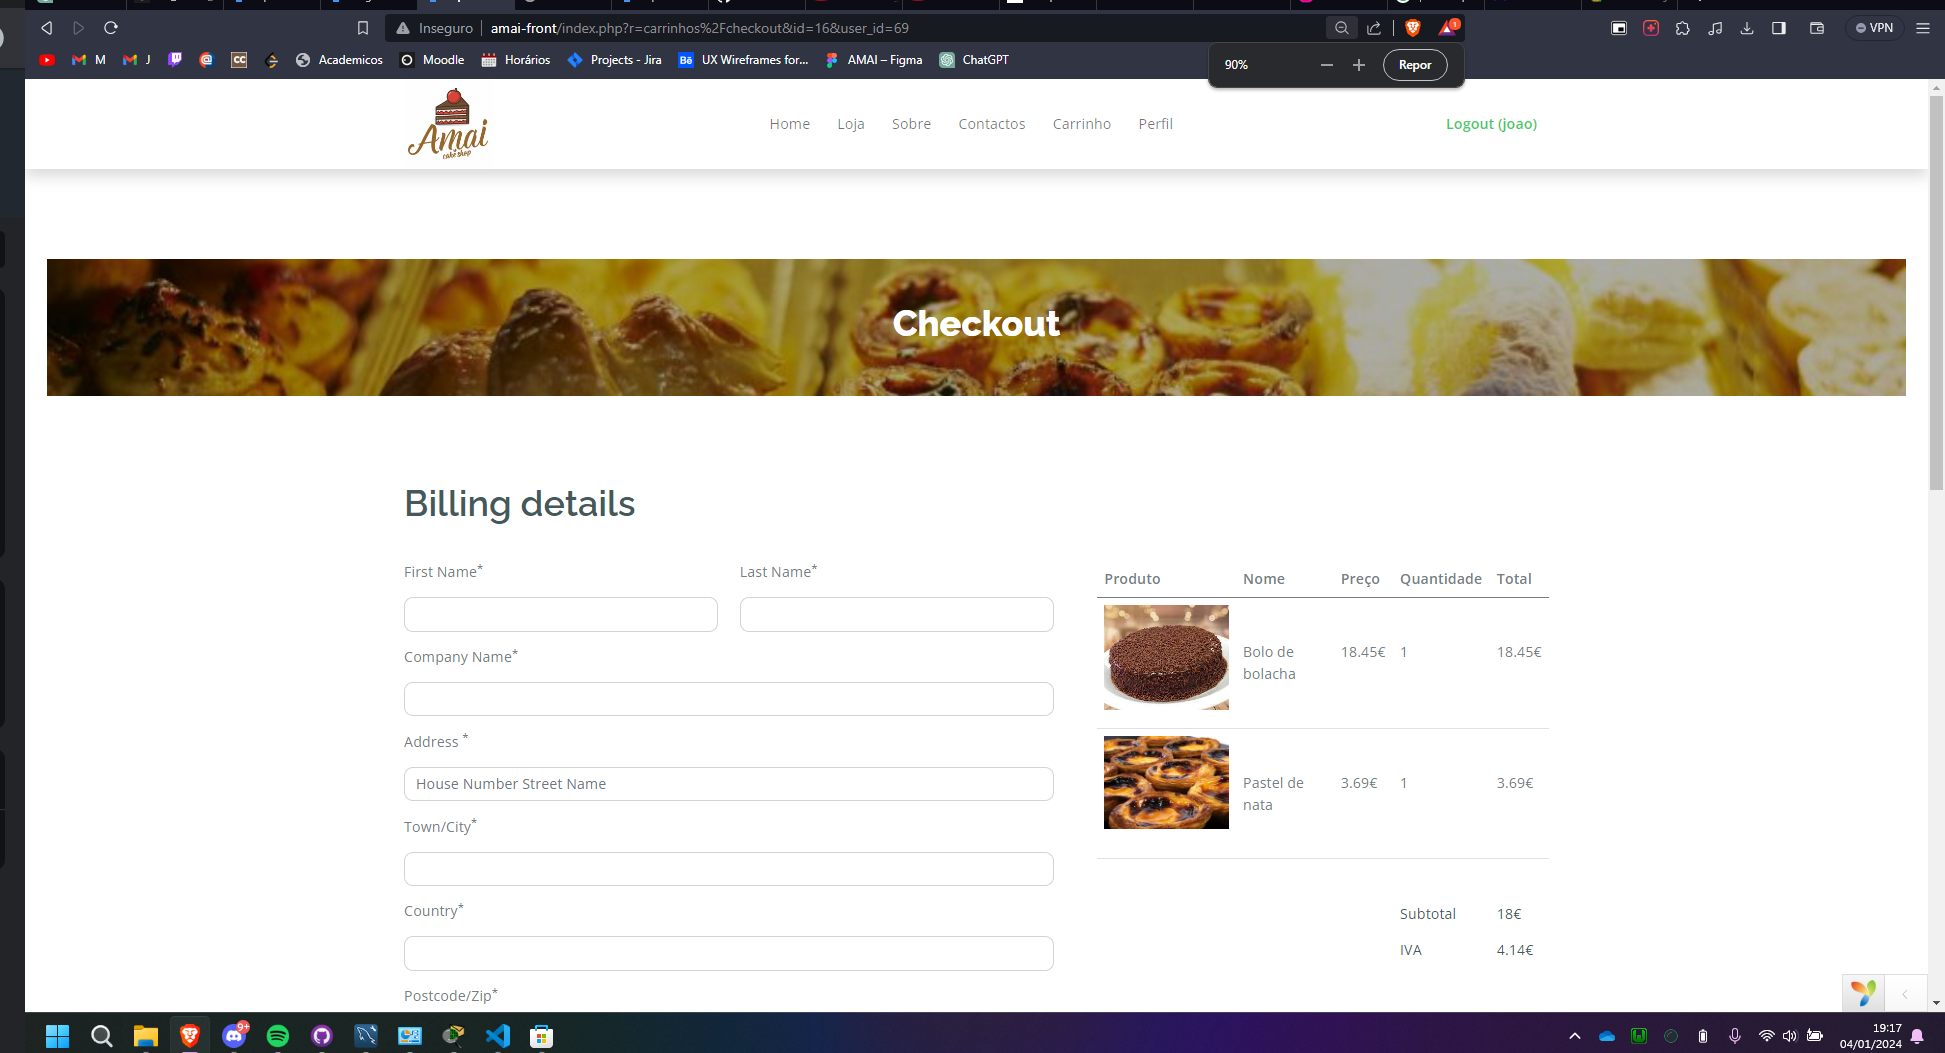 Inseguro amai-front/index.php?r=carrinhos%2Fcheckout&id=16&user_id=69
1
VPN
M J CC Academicos Moodle Horários Projects - Jira Bē UX Wireframes for... AMAI – Figma ChatGPT
90% Repor
Amai
cake shop
Home Loja Sobre Contactos Carrinho Perfil Logout (joao)
Checkout
Billing details
First Name* Last Name*
Produto Nome Preço Quantidade Total
Bolo de bolacha 18.45€ 1 18.45€
Company Name*
Address *
House Number Street Name
Pastel de nata 3.69€ 1 3.69€
Town/City*
Country*
Subtotal 18€
IVA 4.14€
Postcode/Zip*
9+
19:17
04/01/2024